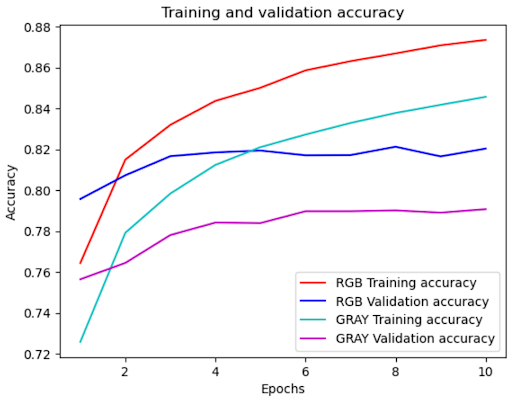 Training and validation accuracy
0.88
0.86
0.84
0.82
0.80
0.78
0.76
0.74
0.72
Accuracy
RGB Training accuracy
RGB Validation accuracy
GRAY Training accuracy
GRAY Validation accuracy
2 4 6 8 10
Epochs